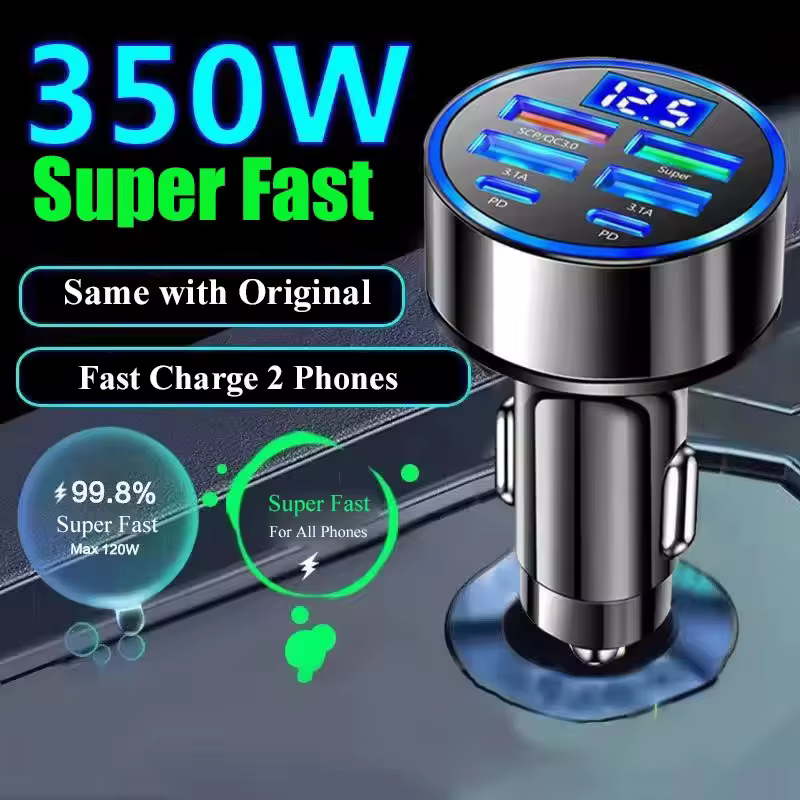 350W
Super Fast
Same with Original
Fast Charge 2 Phones
99.8%
Super Fast
Max 120W
Super Fast
For All Phones
12.5
SCP/QC3.0
Super
3.1A
3.1A
PD
PD